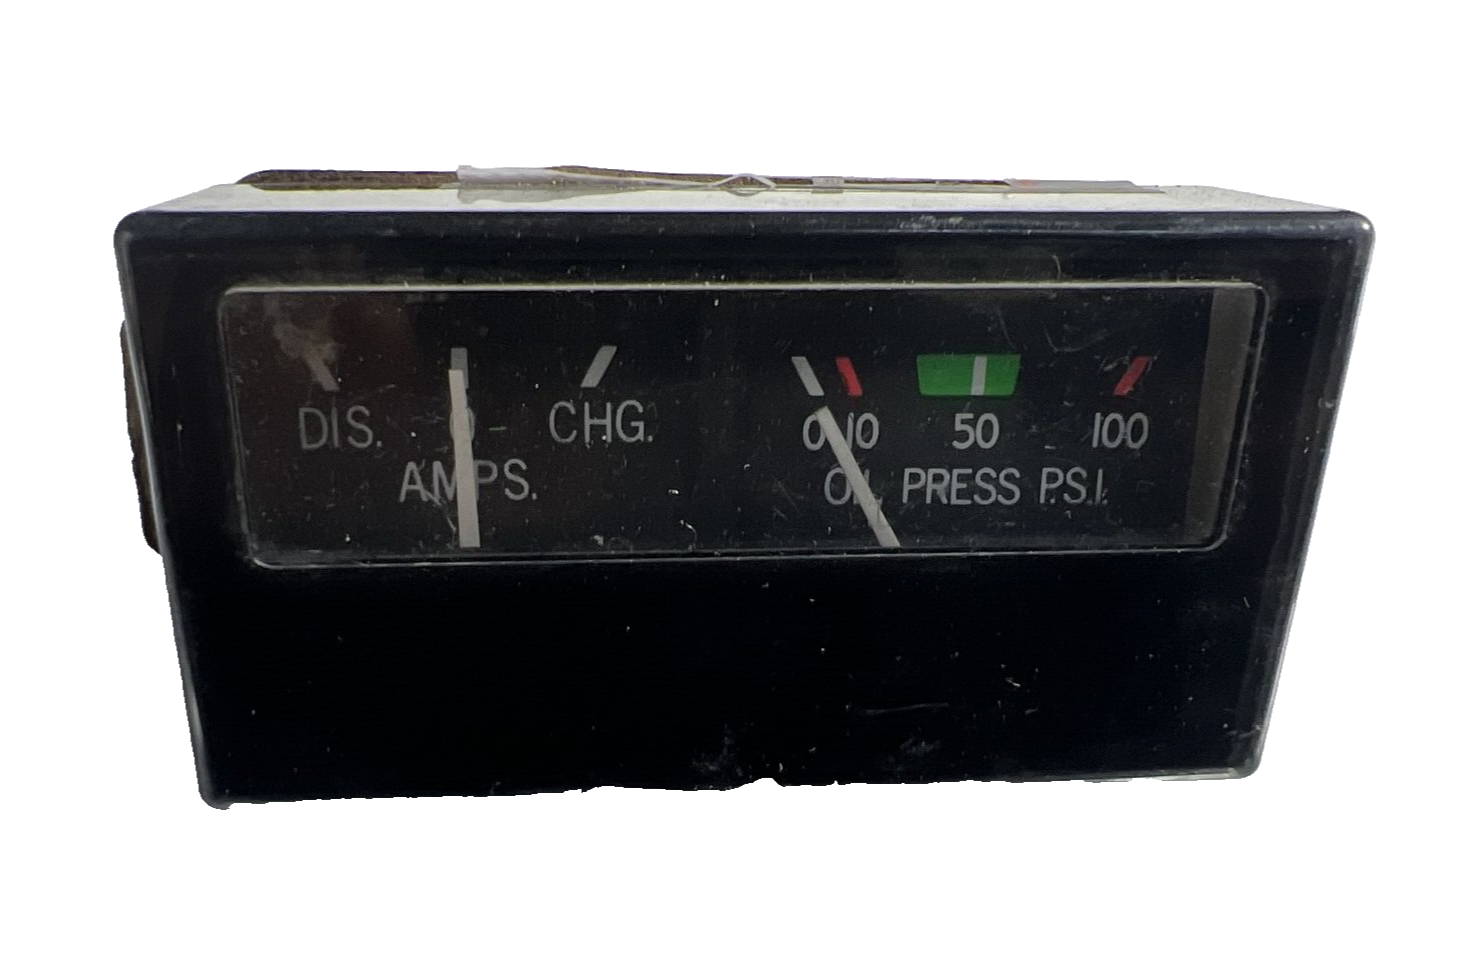 DIS. 0 CHG.
AMPS.
0 10 50 100
OIL PRESS P.S.I.